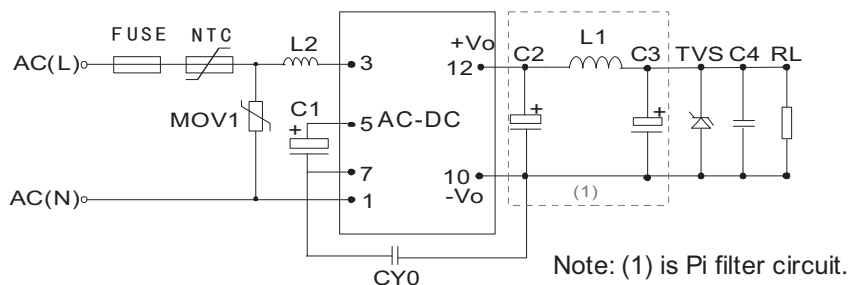 FUSE NTC L2 +Vo C2 L1 C3 TVS C4 RL
AC(L) 3 12
MOV1 C1 + 5 AC-DC + +
7 10 (1)
AC(N) 1 -Vo
CY0
Note: (1) is Pi filter circuit.